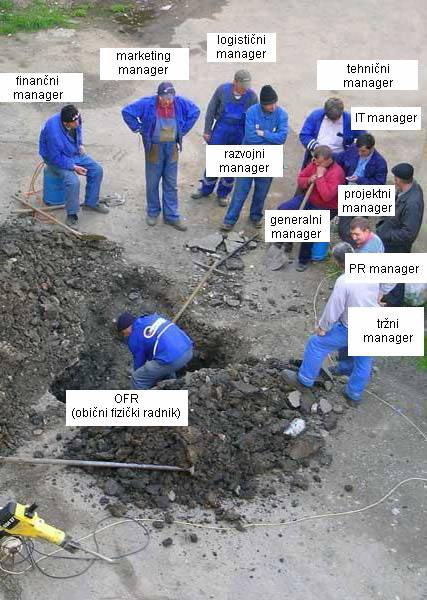 logistični
manager
marketing
manager
tehnični
manager
finančni
manager
IT manager
razvojni
manager
projektni
manager
generalni
manager
PR manager
tržni
manager
OFR
(obični fizički radnik)